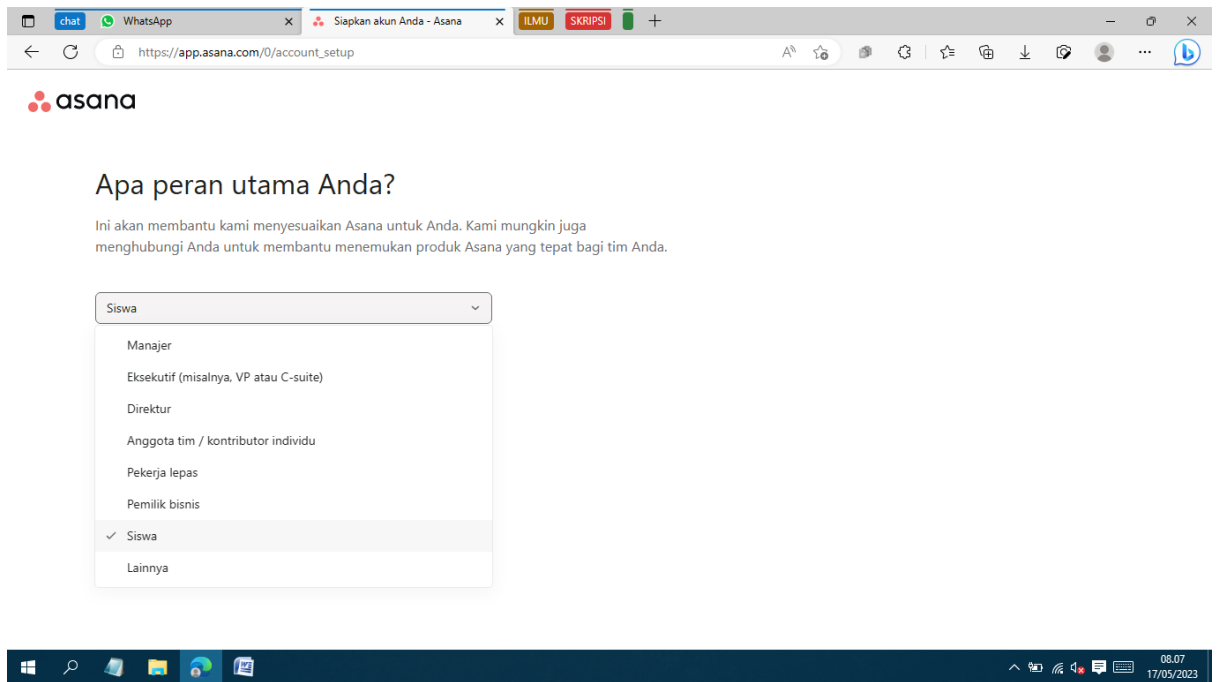 chat
WhatsApp
Siapkan akun Anda - Asana
ILMU
SKRIPSI
https://app.asana.com/0/account_setup
asana
Apa peran utama Anda?
Ini akan membantu kami menyesuaikan Asana untuk Anda. Kami mungkin juga
menghubungi Anda untuk membantu menemukan produk Asana yang tepat bagi tim Anda.
Siswa
Manajer
Eksekutif (misalnya, VP atau C-suite)
Direktur
Anggota tim / kontributor individu
Pekerja lepas
Pemilik bisnis
Siswa
Lainnya
08.07
17/05/2023